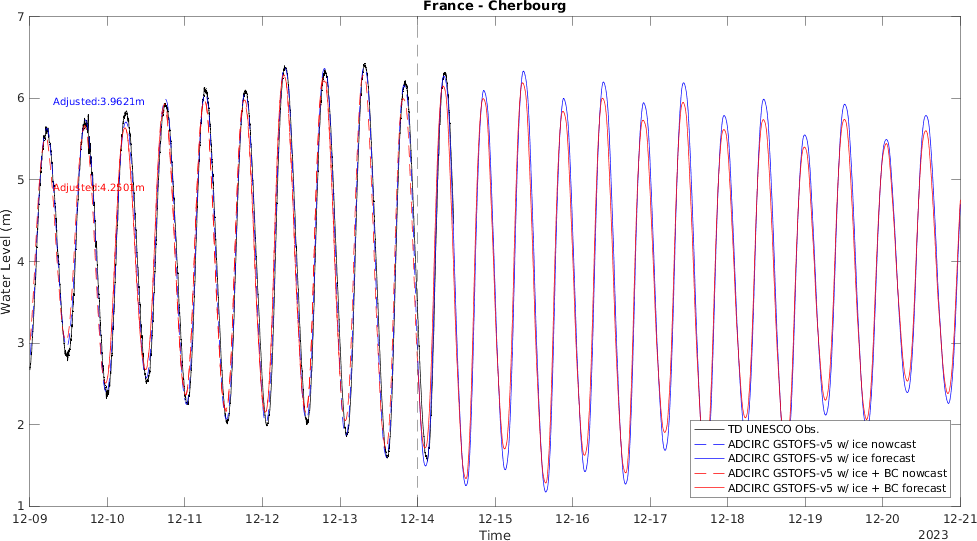 France - Cherbourg
7
6
5
4
3
2
1
Water Level (m)
Adjusted:3.9621m
Adjusted:4.2501m
TD UNESCO Obs.
ADCIRC GSTOFS-v5 w/ ice nowcast
ADCIRC GSTOFS-v5 w/ ice forecast
ADCIRC GSTOFS-v5 w/ ice + BC nowcast
ADCIRC GSTOFS-v5 w/ ice + BC forecast
12-09 12-10 12-11 12-12 12-13 12-14 12-15 12-16 12-17 12-18 12-19 12-20 12-21
Time
2023